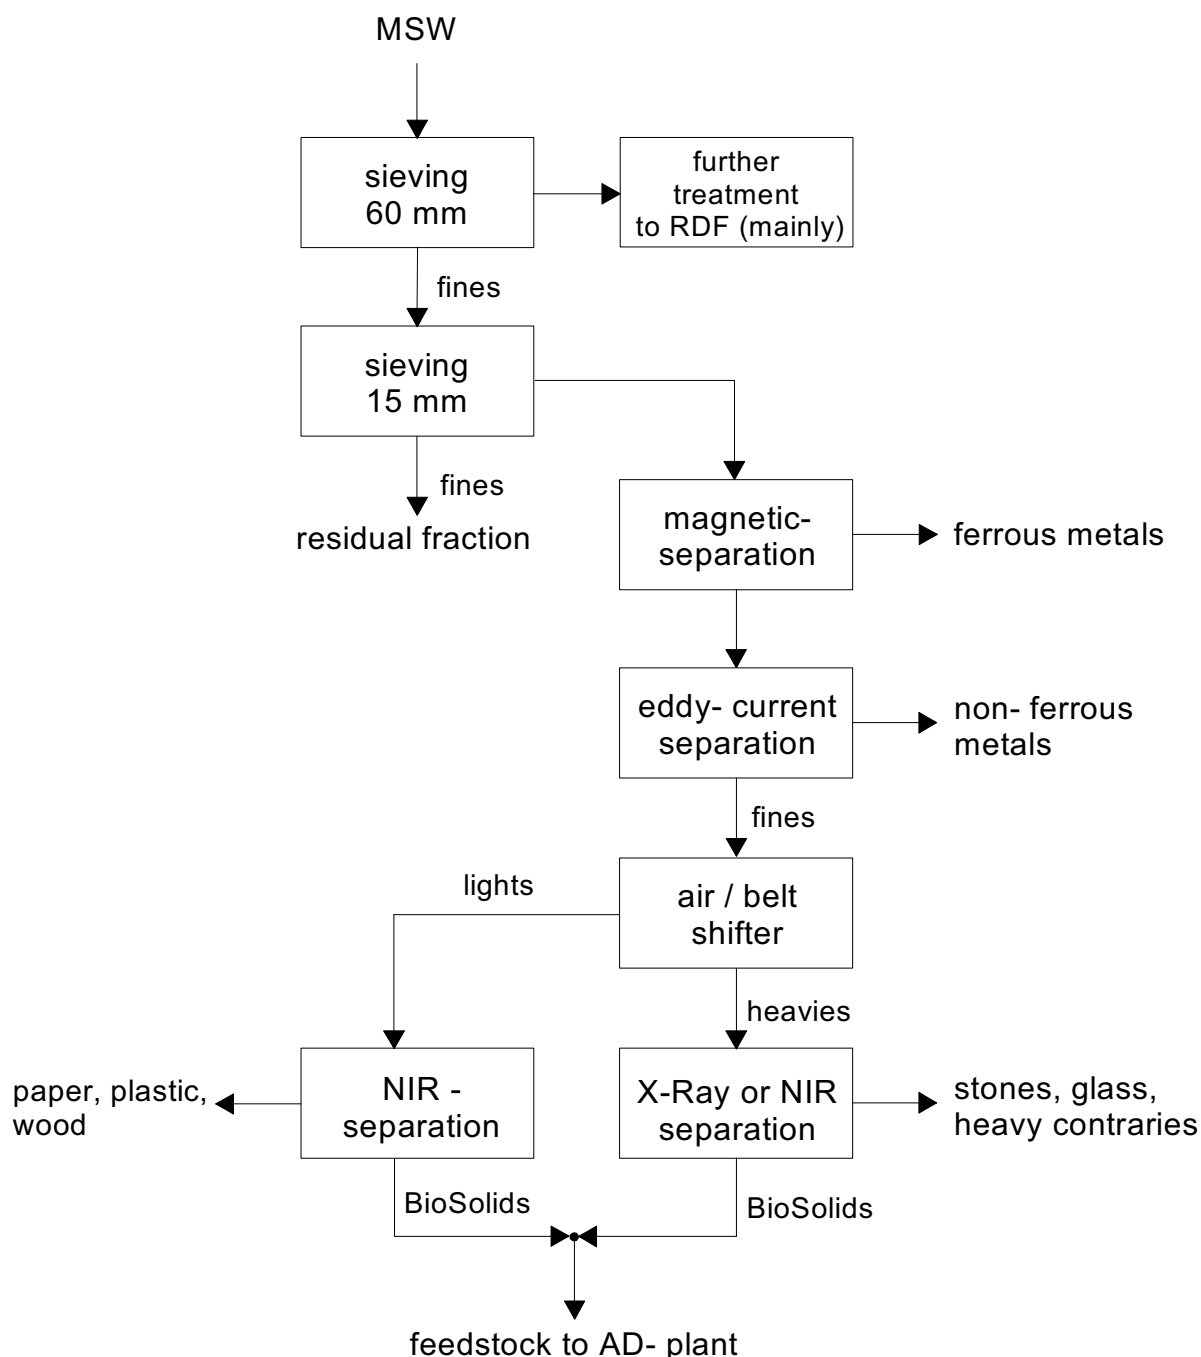 MSW
sieving
60 mm
further
treatment
to RDF (mainly)
fines
sieving
15 mm
fines
residual fraction
magnetic-
separation
ferrous metals
eddy- current
separation
non- ferrous
metals
fines
lights
air / belt
shifter
heavies
paper, plastic,
wood
NIR -
separation
X-Ray or NIR
separation
stones, glass,
heavy contraries
BioSolids
BioSolids
feedstock to AD- plant